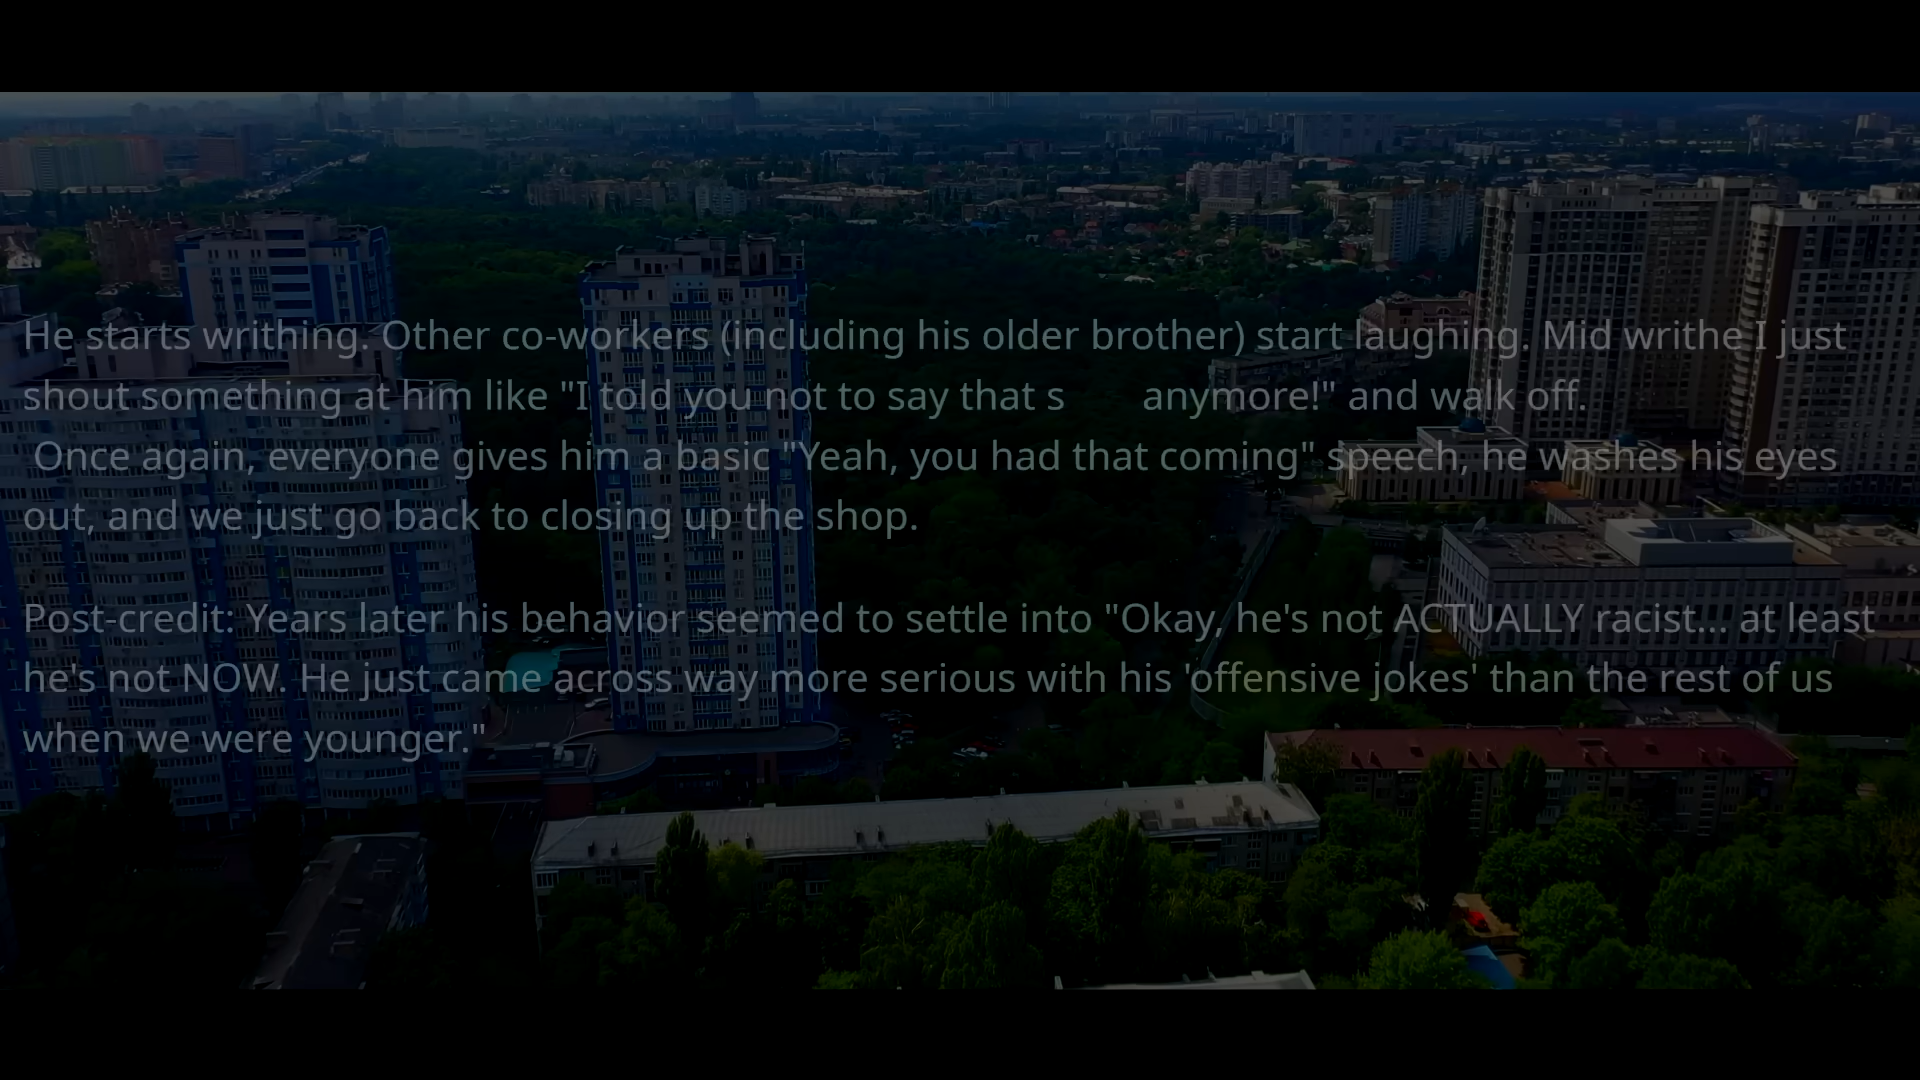 He starts writhing. Other co-workers (including his older brother) start laughing. Mid writhe I just
shout something at him like "I told you not to say that s anymore!" and walk off.
Once again, everyone gives him a basic "Yeah, you had that coming" speech, he washes his eyes
out, and we just go back to closing up the shop.
Post-credit: Years later his behavior seemed to settle into "Okay, he's not ACTUALLY racist... at least
he's not NOW. He just came across way more serious with his 'offensive jokes' than the rest of us
when we were younger."